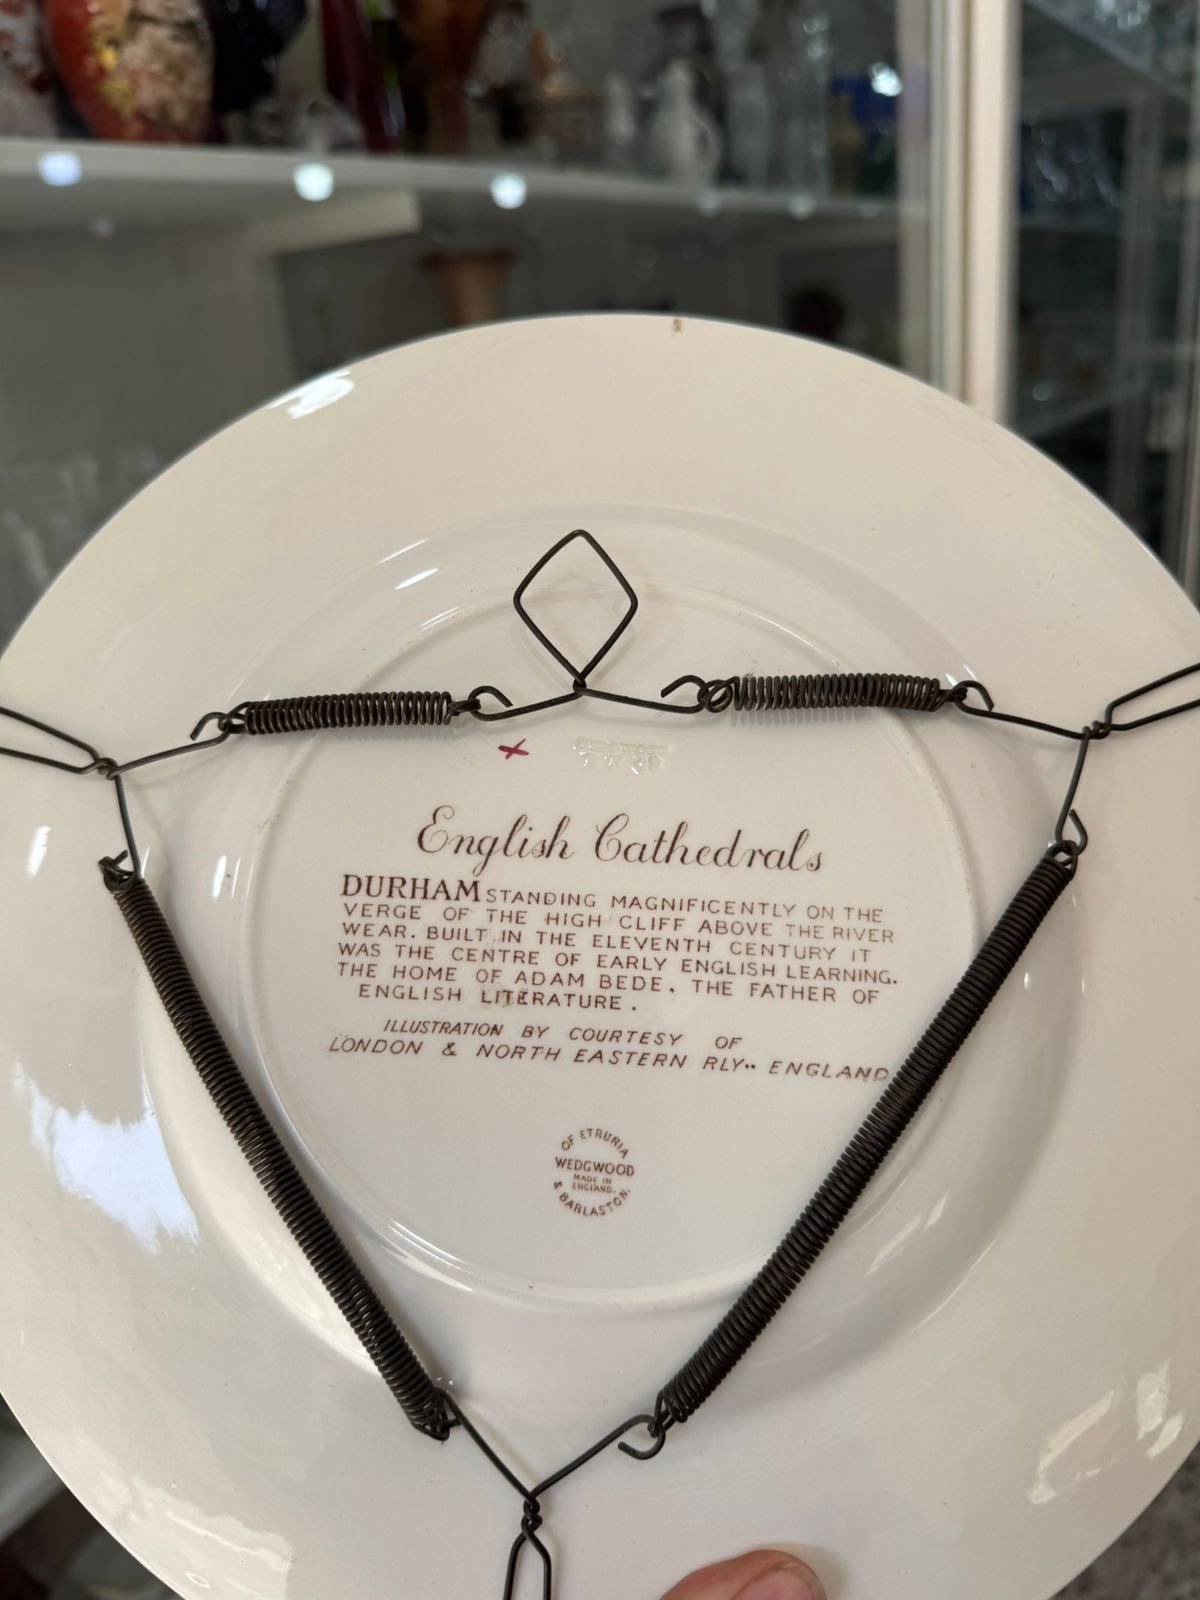 English Cathedrals
DURHAM STANDING MAGNIFICENTLY ON THE
VERGE OF THE HIGH CLIFF ABOVE THE RIVER
WEAR. BUILT IN THE ELEVENTH CENTURY IT
WAS THE CENTRE OF EARLY ENGLISH LEARNING.
THE HOME OF ADAM BEDE. THE FATHER OF
ENGLISH LITERATURE.
ILLUSTRATION BY COURTESY OF
LONDON & NORTH EASTERN RLY.. ENGLAND
OF ETRURIA
WEDGWOOD
MADE IN
ENGLAND.
& BARLASTON.